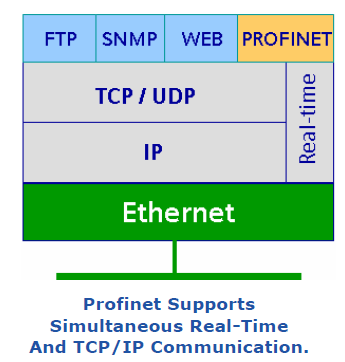 FTP SNMP WEB PROFINET
TCP / UDP
Real-time
IP
Ethernet
Profinet Supports
Simultaneous Real-Time
And TCP/IP Communication.